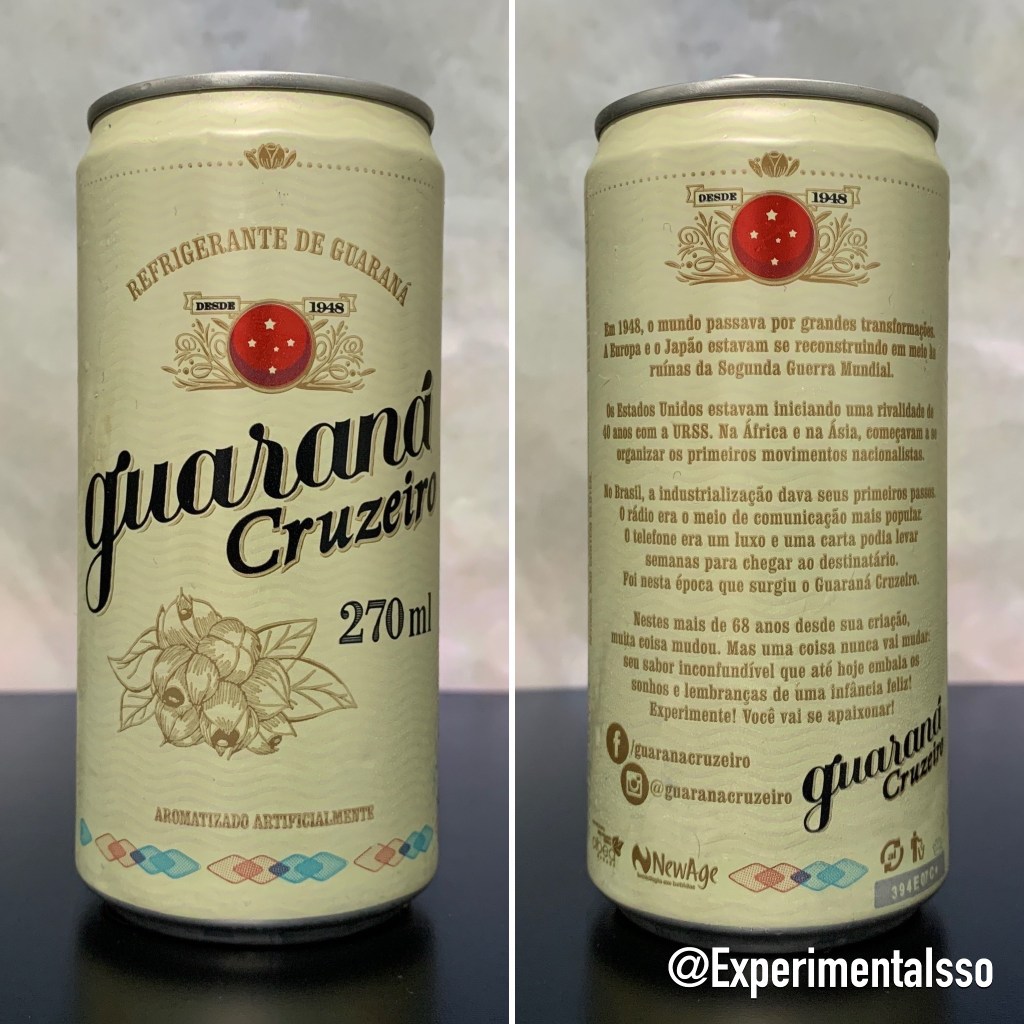 REFRIGERANTE DE GUARANÁ
DESDE 1948
guaraná
Cruzeiro
270 ml
AROMATIZADO ARTIFICIALMENTE
DESDE 1948
Em 1948, o mundo passava por grandes transformações.
A Europa e o Japão estavam se reconstruindo em meio às
ruínas da Segunda Guerra Mundial.
Os Estados Unidos estavam iniciando uma rivalidade de
40 anos com a URSS. Na África e na Ásia, começavam a se
organizar os primeiros movimentos nacionalistas.
No Brasil, a industrialização dava seus primeiros passos.
O rádio era o meio de comunicação mais popular.
O telefone era um luxo e uma carta podia levar
semanas para chegar ao destinatário.
Foi nesta época que surgiu o Guaraná Cruzeiro.
Nestes mais de 68 anos desde sua criação,
muita coisa mudou. Mas uma coisa nunca vai mudar:
seu sabor inconfundível que até hoje embala os
sonhos e lembranças de uma infância feliz!
Experimente! Você vai se apaixonar!
/guaranacruzeiro
@guaranacruzeiro
guaraná
Cruzeiro
NewAge
@ExperimentaIsso